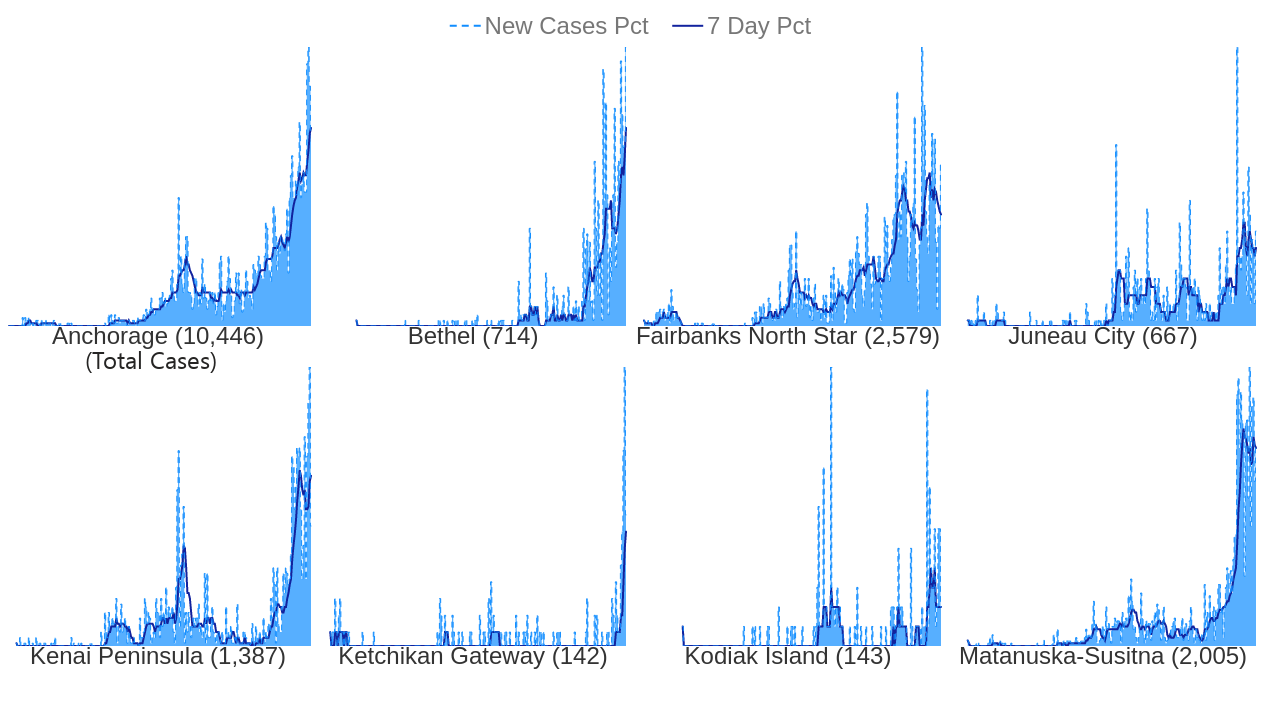 New Cases Pct 7 Day Pct
Anchorage (10,446) Bethel (714) Fairbanks North Star (2,579) Juneau City (667)
(Total Cases)
Kenai Peninsula (1,387) Ketchikan Gateway (142) Kodiak Island (143) Matanuska-Susitna (2,005)